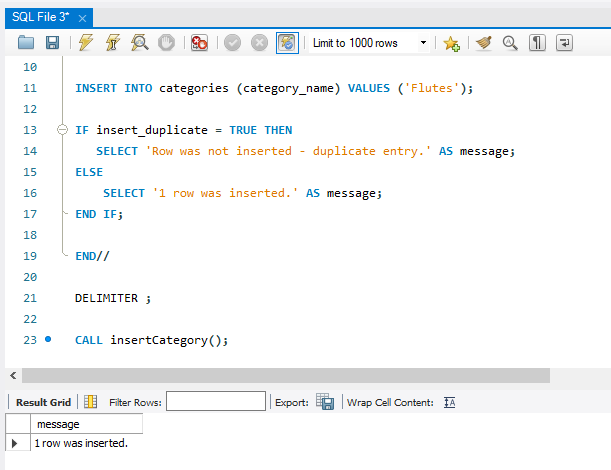 SQL File 3*
Limit to 1000 rows
10
11 INSERT INTO categories (category_name) VALUES ('Flutes');
12
13 IF insert_duplicate = TRUE THEN
14 SELECT 'Row was not inserted - duplicate entry.' AS message;
15 ELSE
16 SELECT '1 row was inserted.' AS message;
17 END IF;
18
19 END//
20
21 DELIMITER ;
22
23 CALL insertCategory();
Result Grid Filter Rows: Export: Wrap Cell Content: IA
message
1 row was inserted.